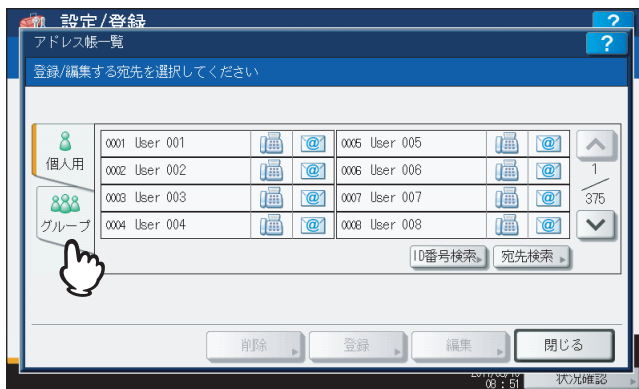 設定/登録
?
アドレス帳一覧
?
登録/編集する宛先を選択してください
個人用
グループ
0001 User 001
0005 User 005
0002 User 002
0006 User 006
0003 User 003
0007 User 007
0004 User 004
0008 User 008
1
375
ID番号検索
宛先検索
削除
登録
編集
閉じる
08 : 51
状況確認